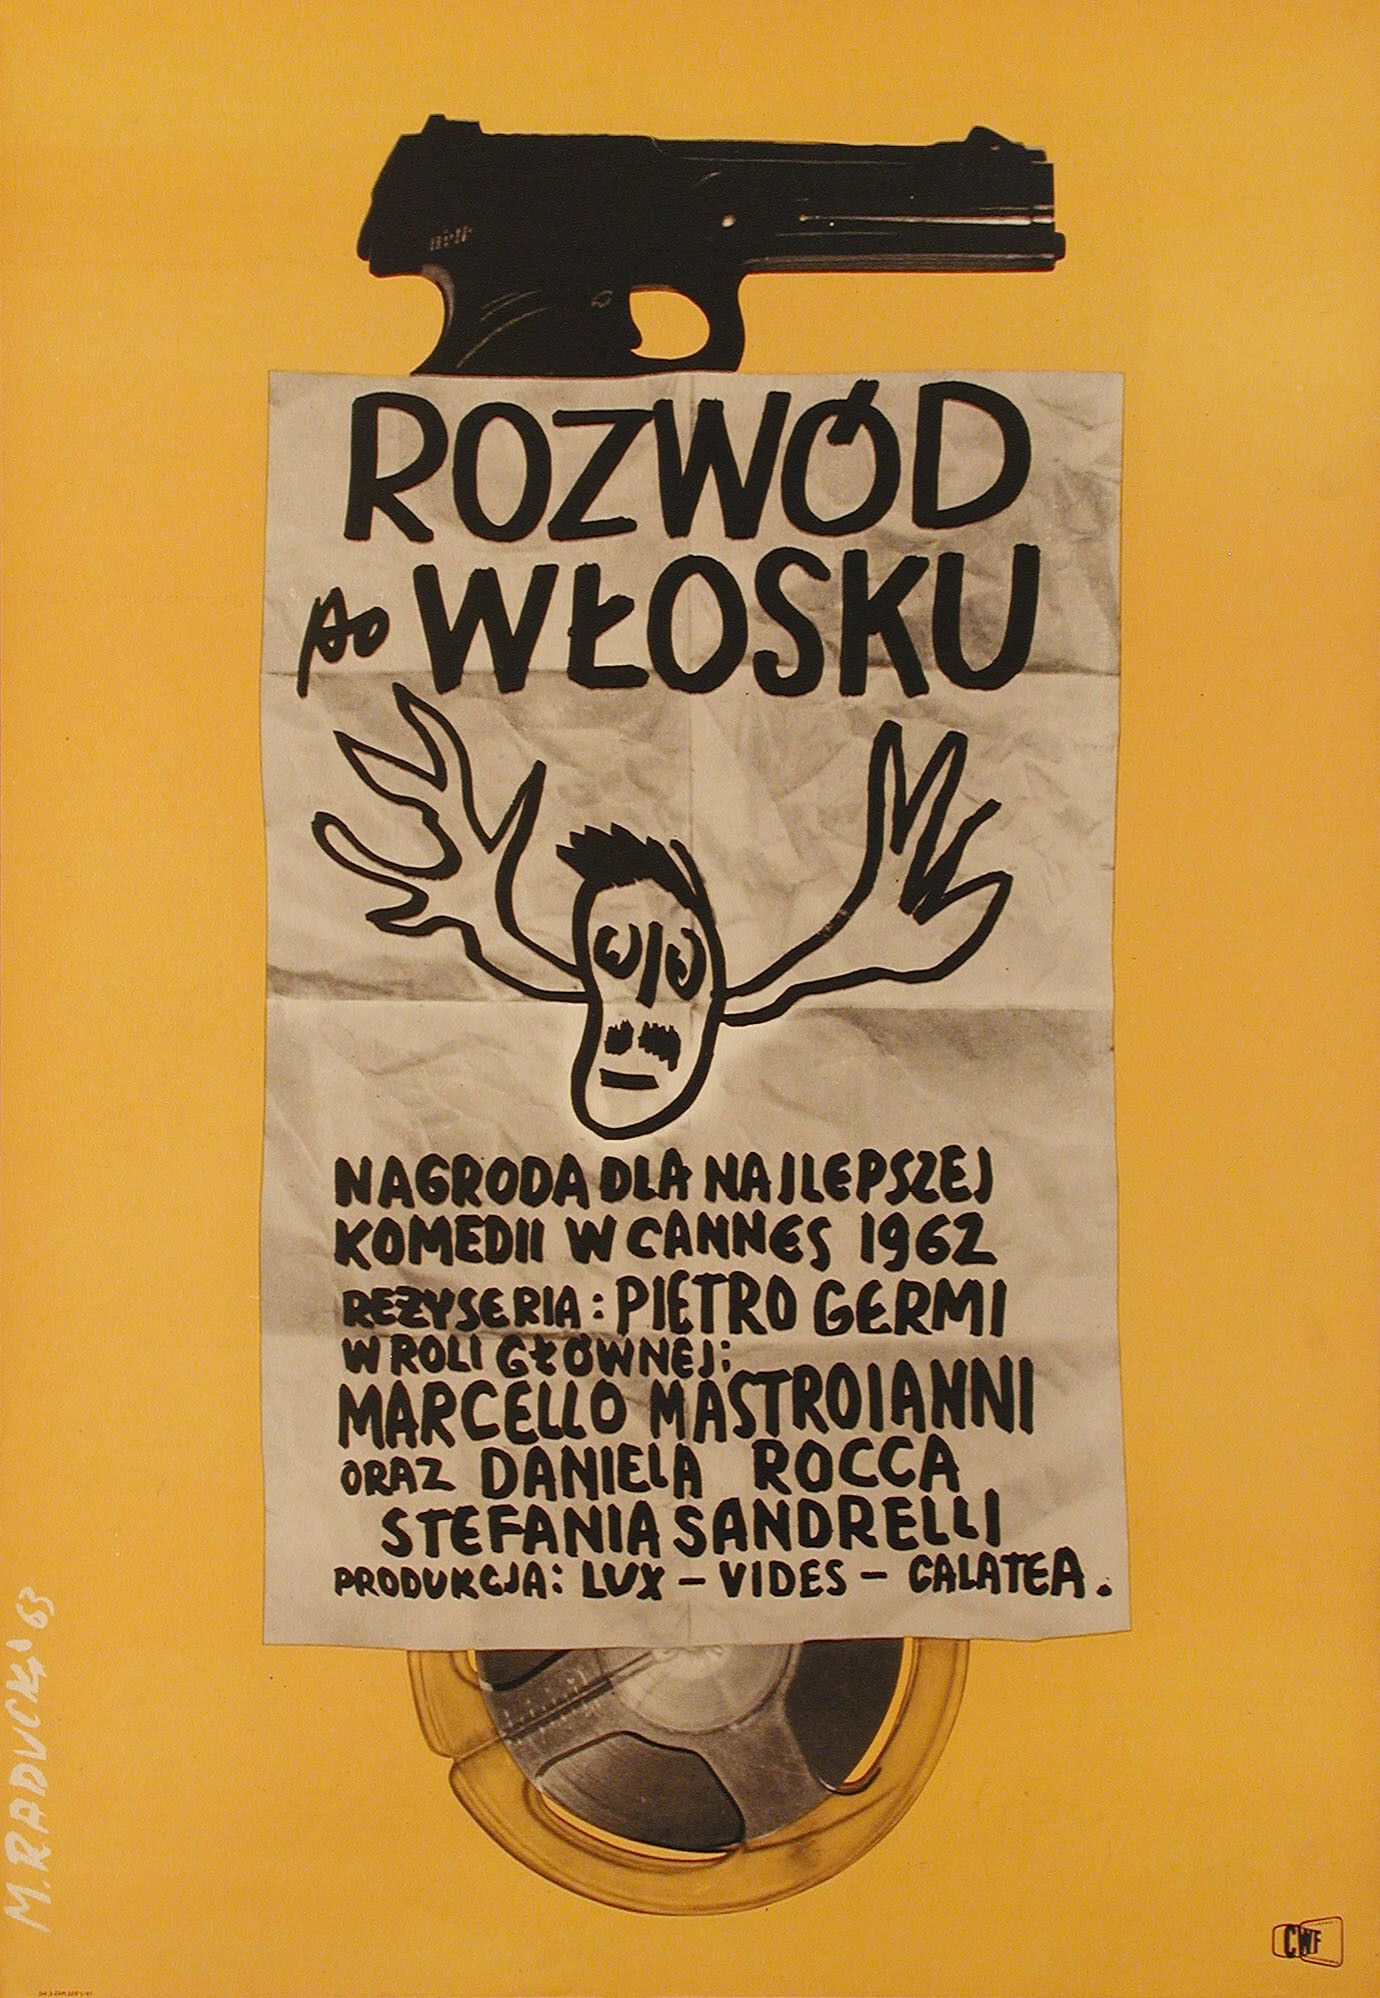 ROZWÓD
po WŁOSKU
NAGRODA DLA NAJLEPSZEJ
KOMEDII W CANNES 1962
REŻYSERIA: PIETRO GERMI
W ROLI GŁÓWNEJ:
MARCELLO MASTROIANNI
ORAZ DANIELA ROCCA
STEFANIA SANDRELLI
PRODUKCJA: LUX – VIDES – GALATEA.
M. RADUCKI '63
CWF